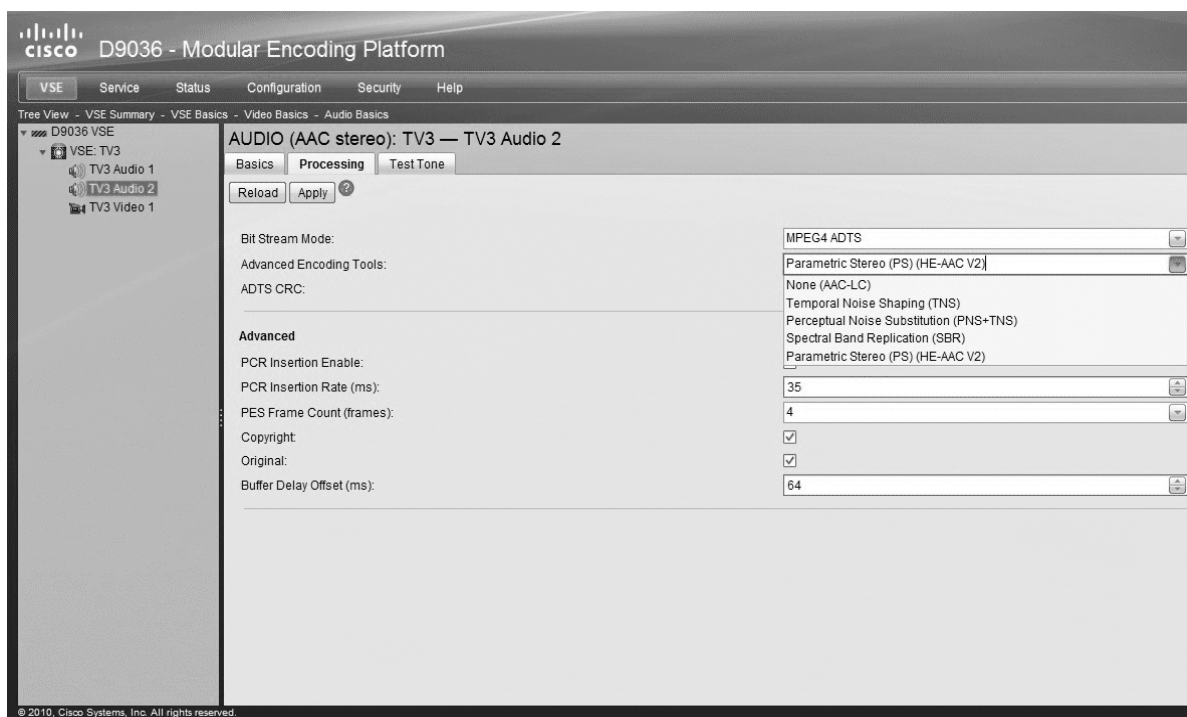 CISCO D9036 - Modular Encoding Platform
VSE Service Status Configuration Security Help
Tree View - VSE Summary - VSE Basics - Video Basics - Audio Basics
D9036 VSE
VSE: TV3
TV3 Audio 1
TV3 Audio 2
TV3 Video 1
AUDIO (AAC stereo): TV3 — TV3 Audio 2
Basics Processing Test Tone
Reload Apply ?
Bit Stream Mode: MPEG4 ADTS
Advanced Encoding Tools: Parametric Stereo (PS) (HE-AAC V2)
ADTS CRC:
None (AAC-LC)
Temporal Noise Shaping (TNS)
Perceptual Noise Substitution (PNS+TNS)
Spectral Band Replication (SBR)
Parametric Stereo (PS) (HE-AAC V2)
Advanced
PCR Insertion Enable:
PCR Insertion Rate (ms): 35
PES Frame Count (frames): 4
Copyright:
Original:
Buffer Delay Offset (ms): 64
© 2010, Cisco Systems, Inc. All rights reserved.